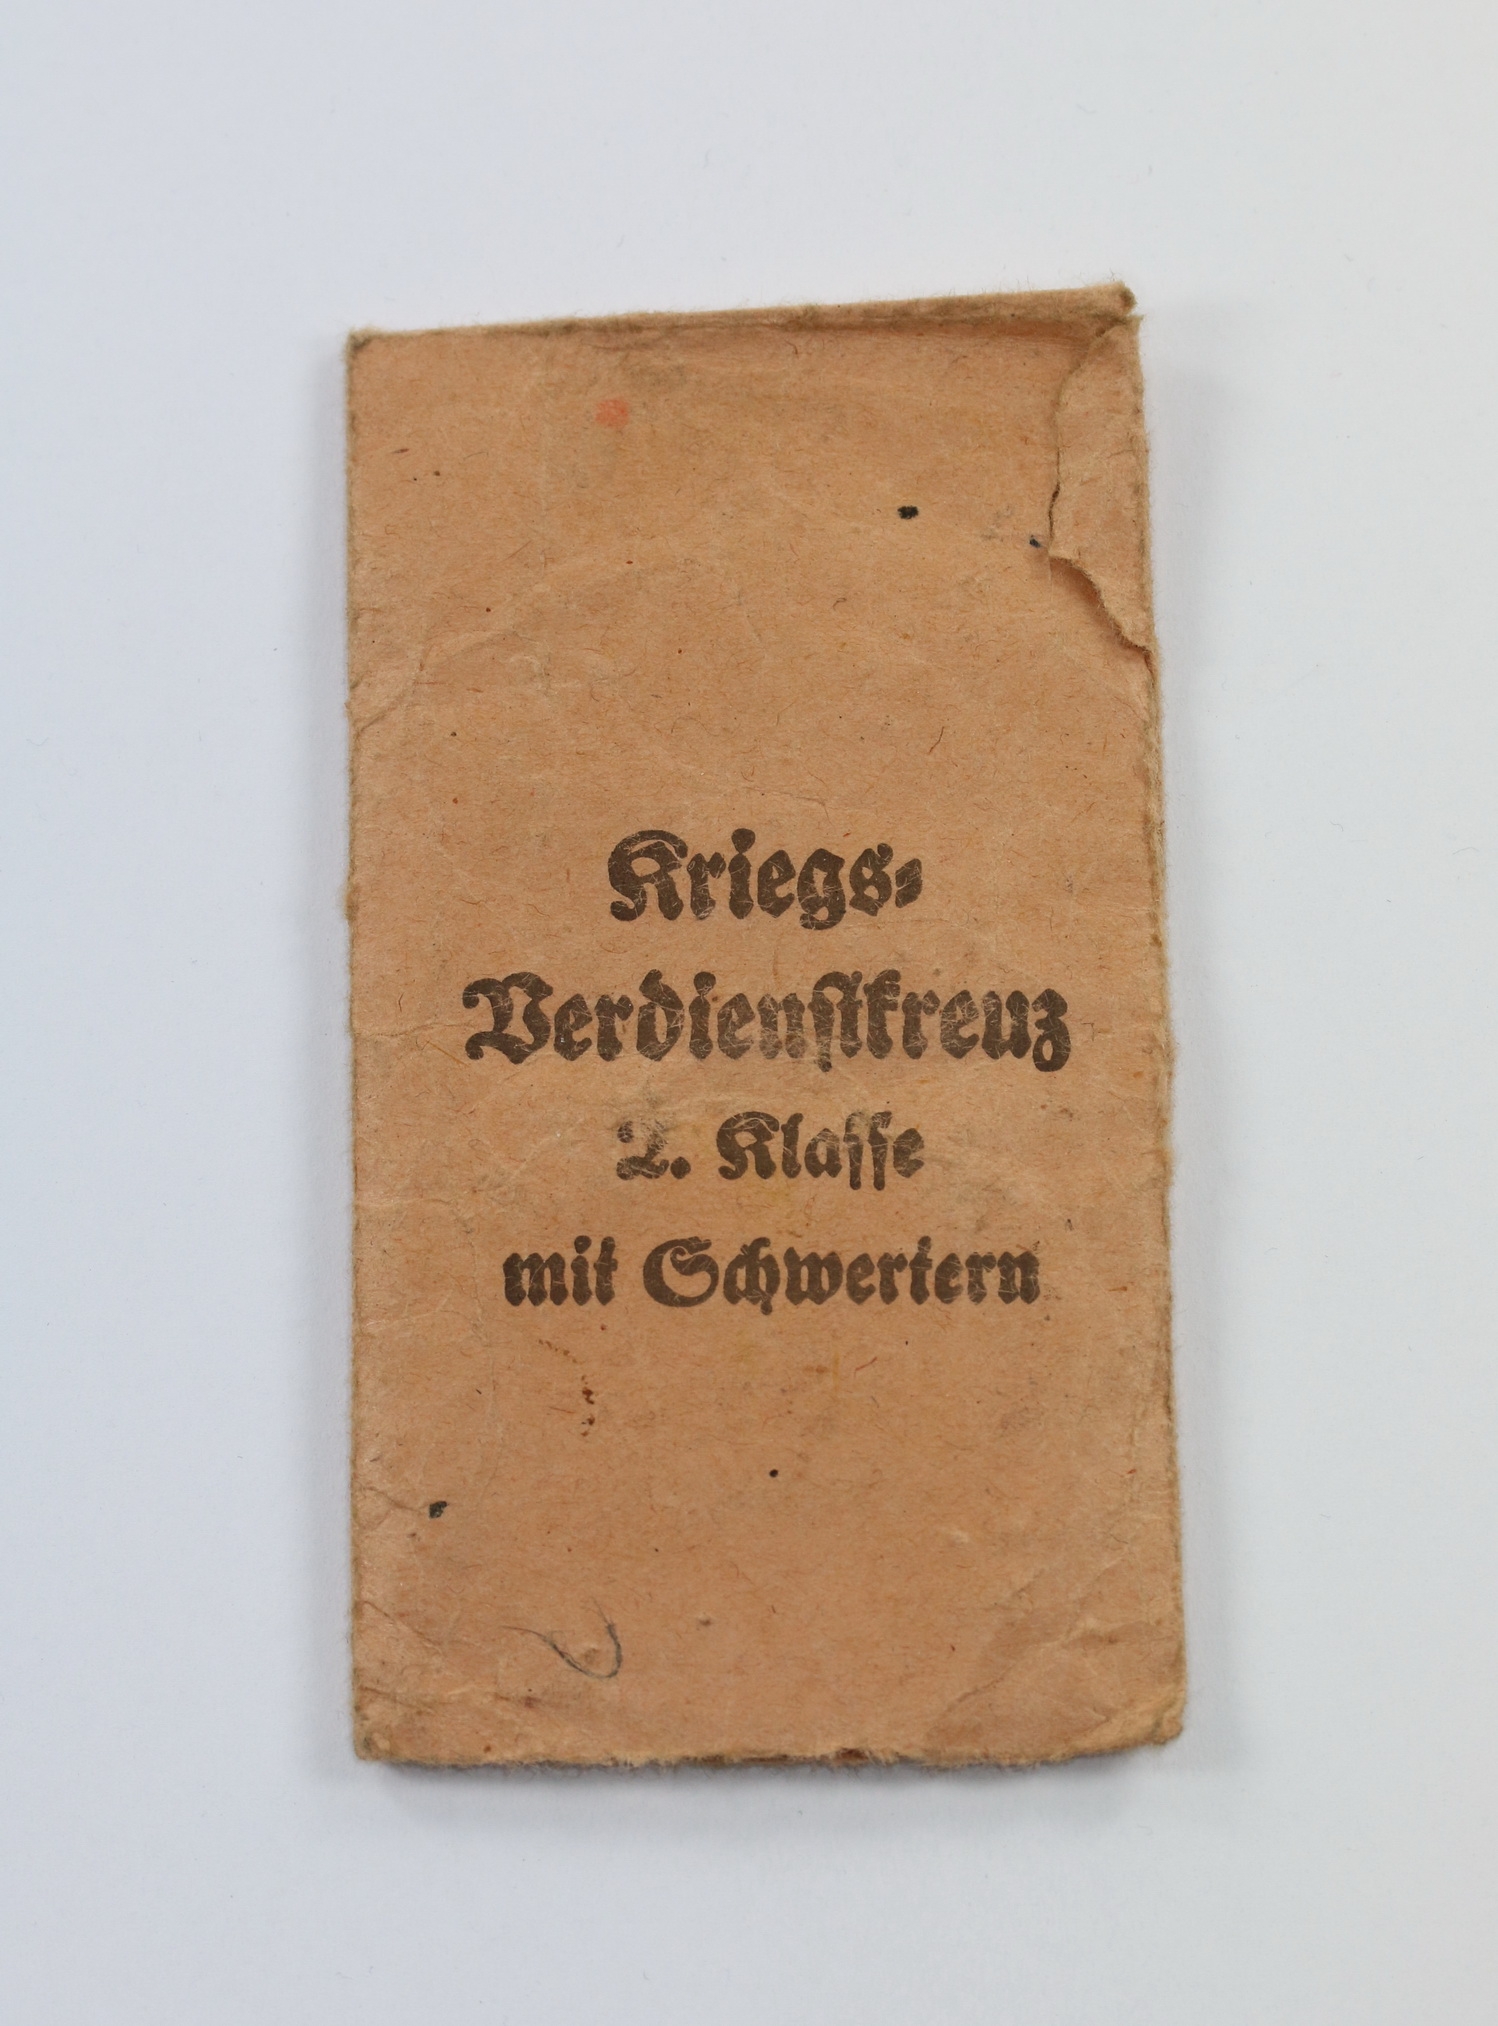 Kriegs-
Verdienstkreuz
2. Klasse
mit Schwertern